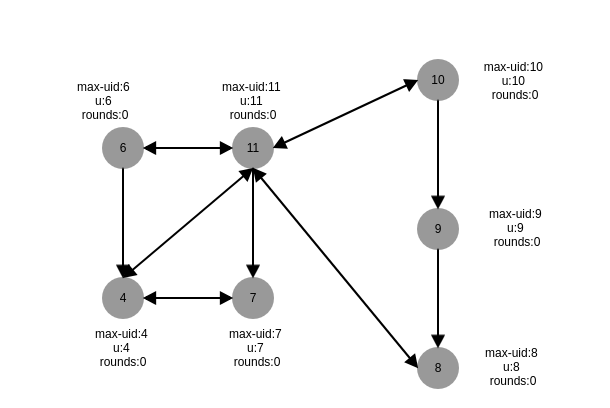 max-uid:10
u:10
rounds:0
10
max-uid:6
u:6
rounds:0
max-uid:11
u:11
rounds:0
6
11
max-uid:9
u:9
rounds:0
9
4
7
max-uid:4
u:4
rounds:0
max-uid:7
u:7
rounds:0
max-uid:8
u:8
rounds:0
8